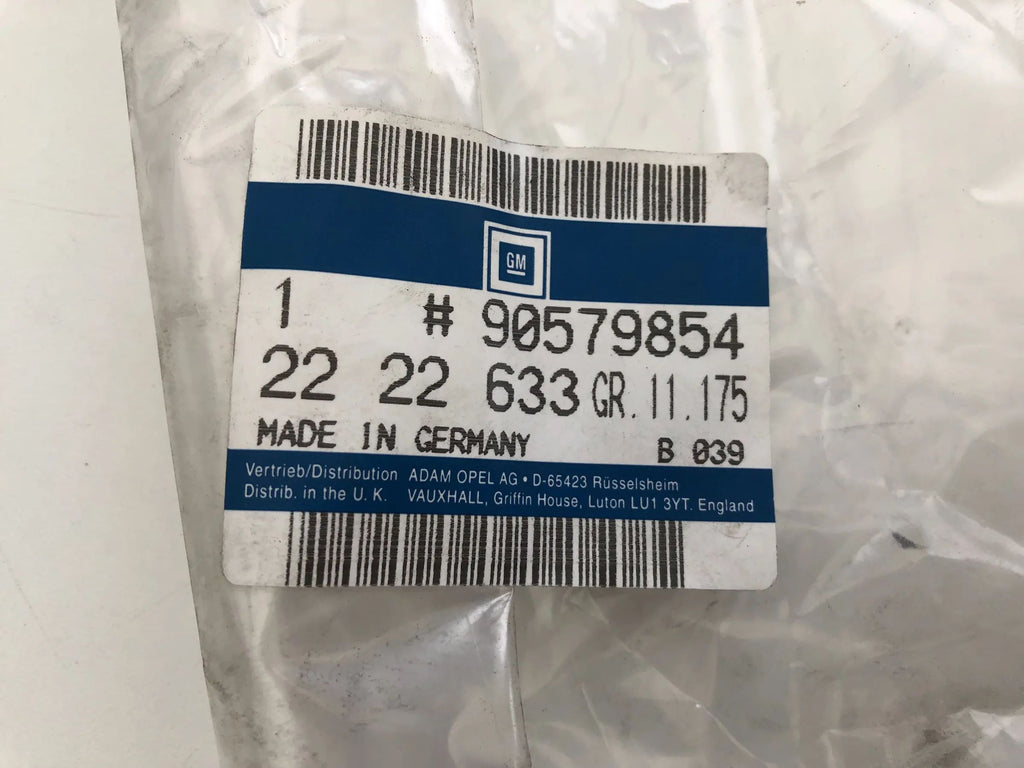 GM
1 # 90579854
22 22 633 GR. 11.175
MADE IN GERMANY B 039
Vertrieb/Distribution ADAM OPEL AG • D-65423 Rüsselsheim
Distrib. in the U. K. VAUXHALL, Griffin House, Luton LU1 3YT. England